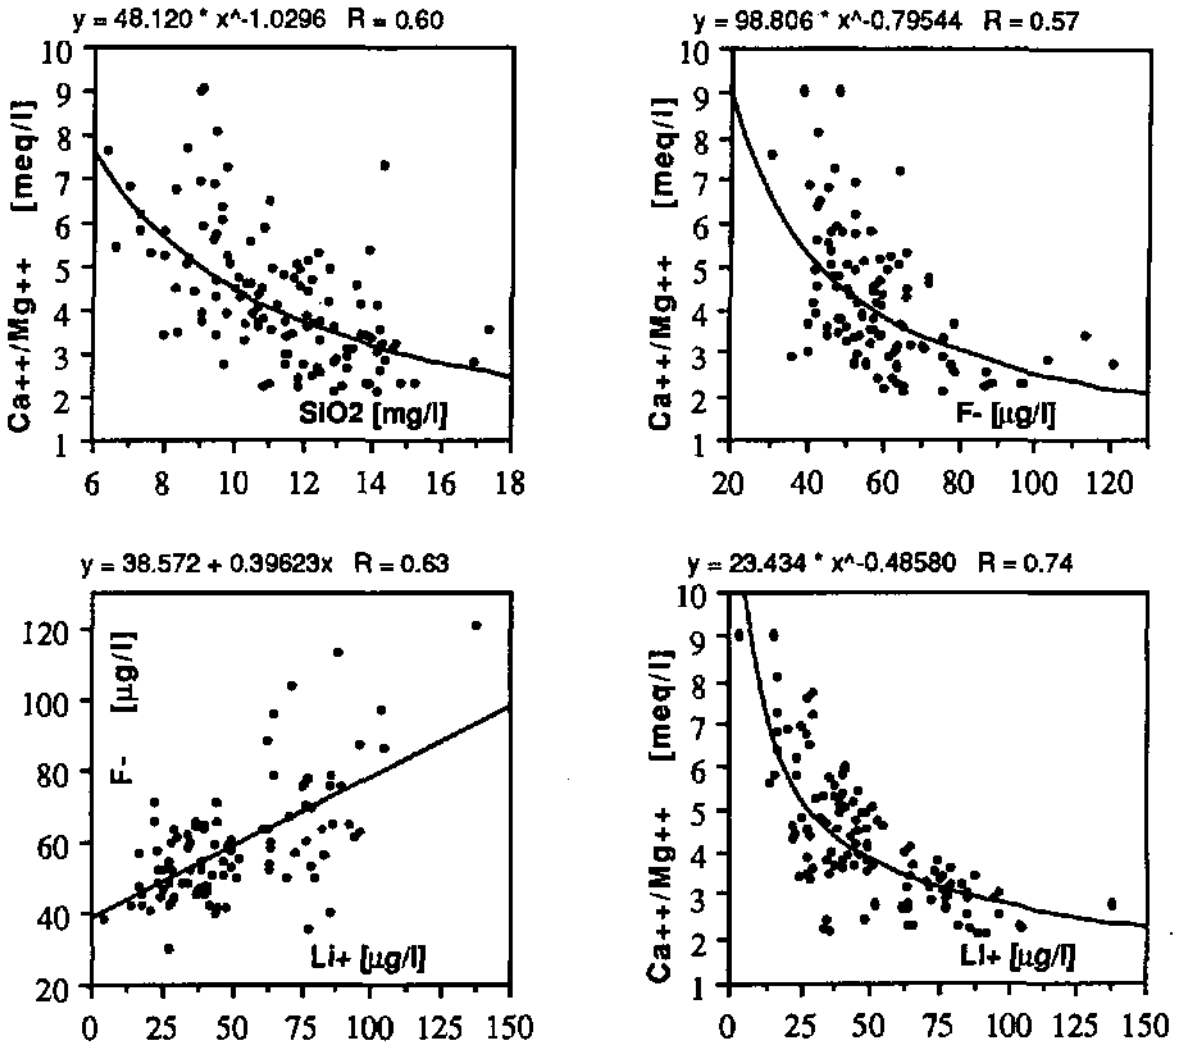 y = 48.120 * x^-1.0296 R = 0.60
Ca++/Mg++ [meq/l]
10
9
8
7
6
5
4
3
2
1
SiO2 [mg/l]
6 8 10 12 14 16 18
y = 98.806 * x^-0.79544 R = 0.57
Ca++/Mg++ [meq/l]
10
9
8
7
6
5
4
3
2
1
F- [µg/l]
20 40 60 80 100 120
y = 38.572 + 0.39623x R = 0.63
F- [µg/l]
120
100
80
60
40
20
Li+ [µg/l]
0 25 50 75 100 125 150
y = 23.434 * x^-0.48580 R = 0.74
Ca++/Mg++ [meq/l]
10
9
8
7
6
5
4
3
2
1
Li+ [µg/l]
0 25 50 75 100 125 150